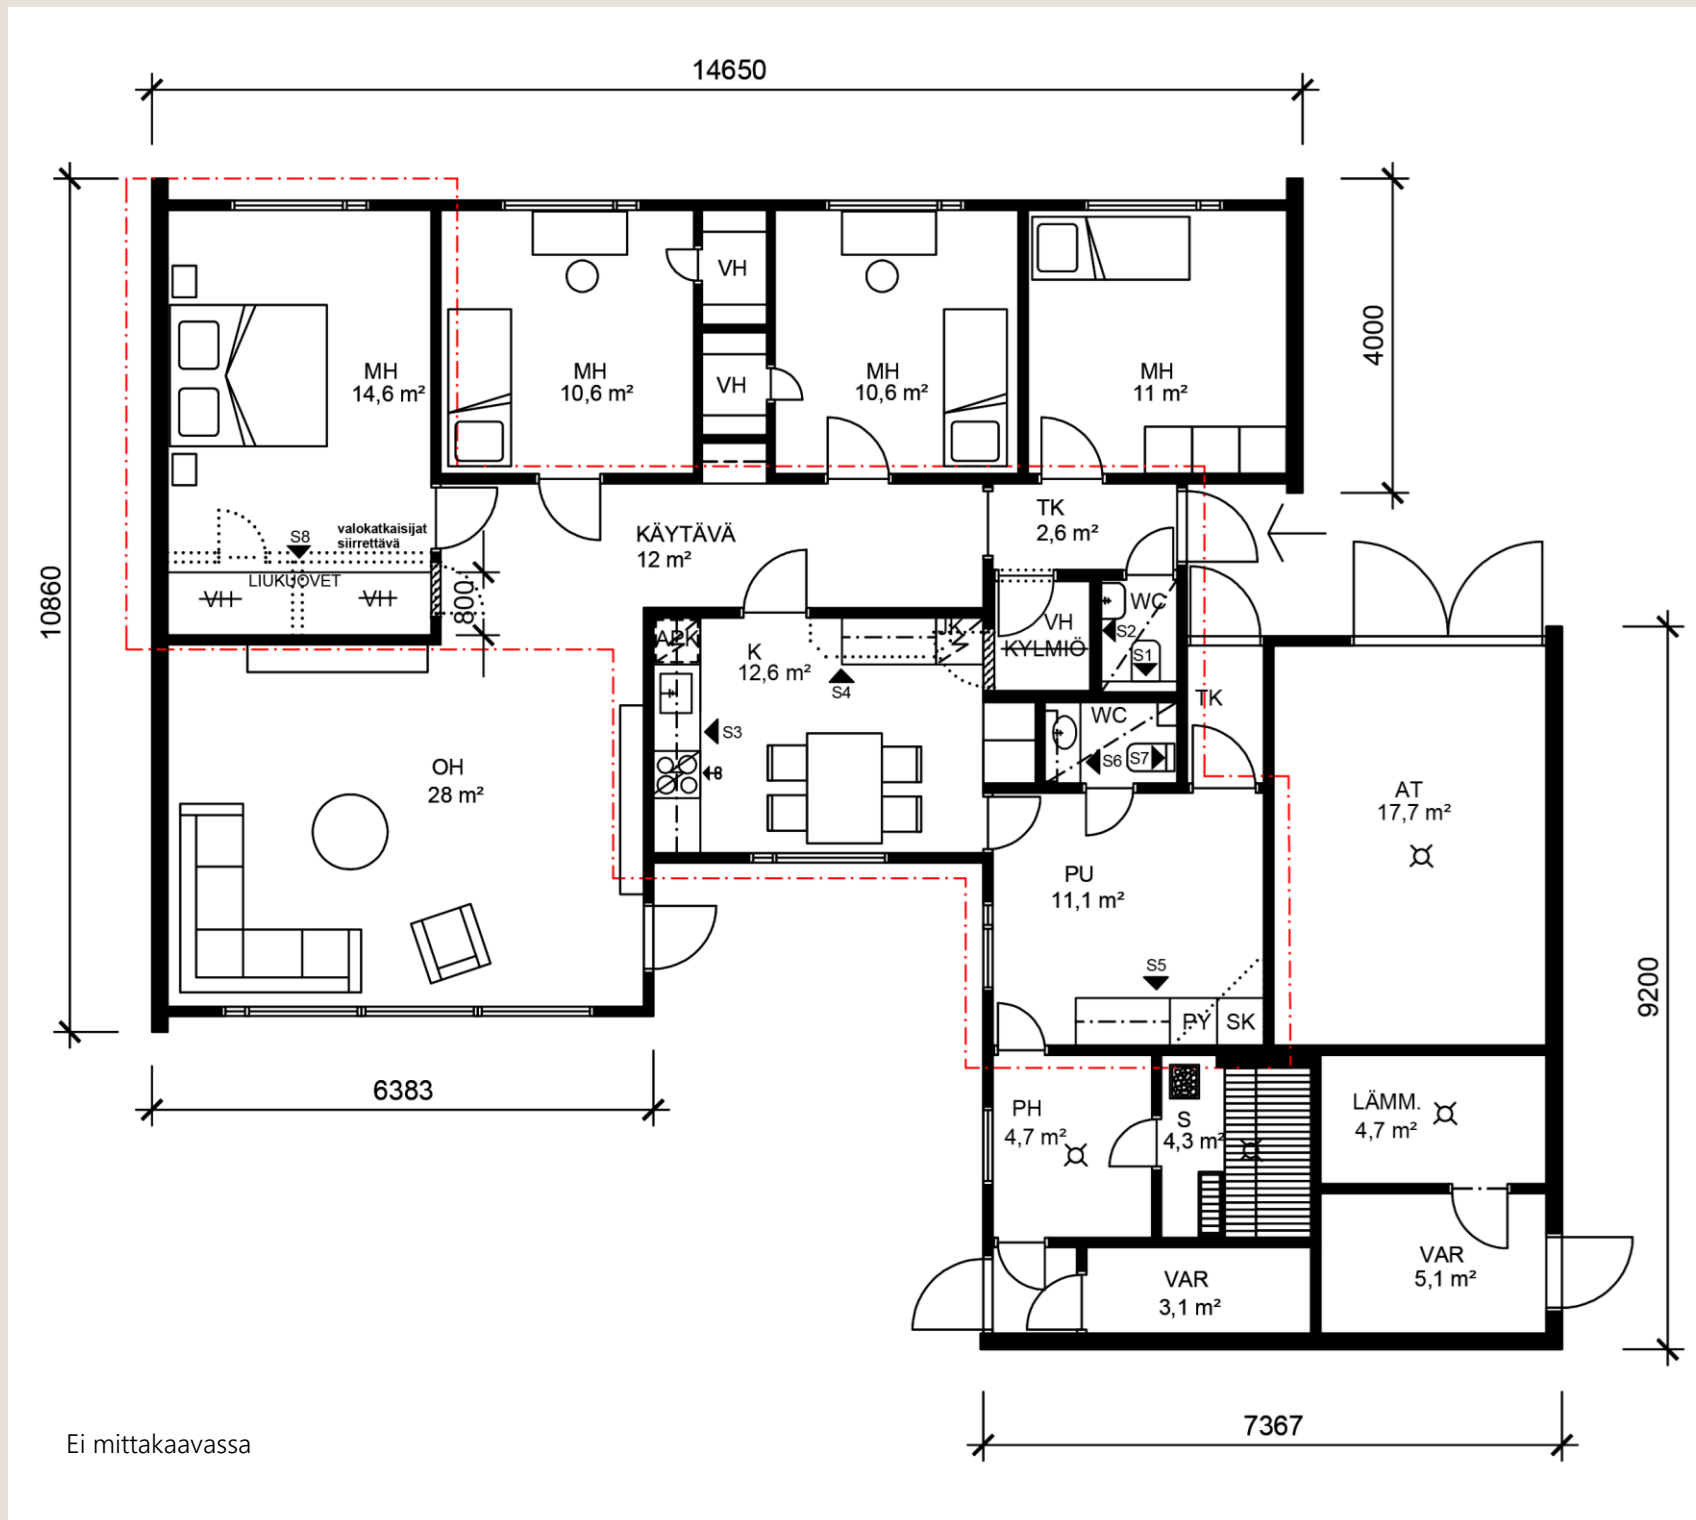 14650
10860
4000
VH
VH
MH
14,6 m²
MH
10,6 m²
MH
10,6 m²
MH
11 m²
valokatkaisijat
siirrettävä
S8
LIUKUOVET
VH
VH
800
KÄYTÄVÄ
12 m²
TK
2,6 m²
WC
S2
S1
VH
KYLMIÖ
APK
K
12,6 m²
JK
S4
S3
WC
S6
S7
TK
OH
28 m²
AT
17,7 m²
PU
11,1 m²
S5
PY
SK
9200
6383
PH
4,7 m²
S
4,3 m²
LÄMM.
4,7 m²
VAR
3,1 m²
VAR
5,1 m²
7367
Ei mittakaavassa